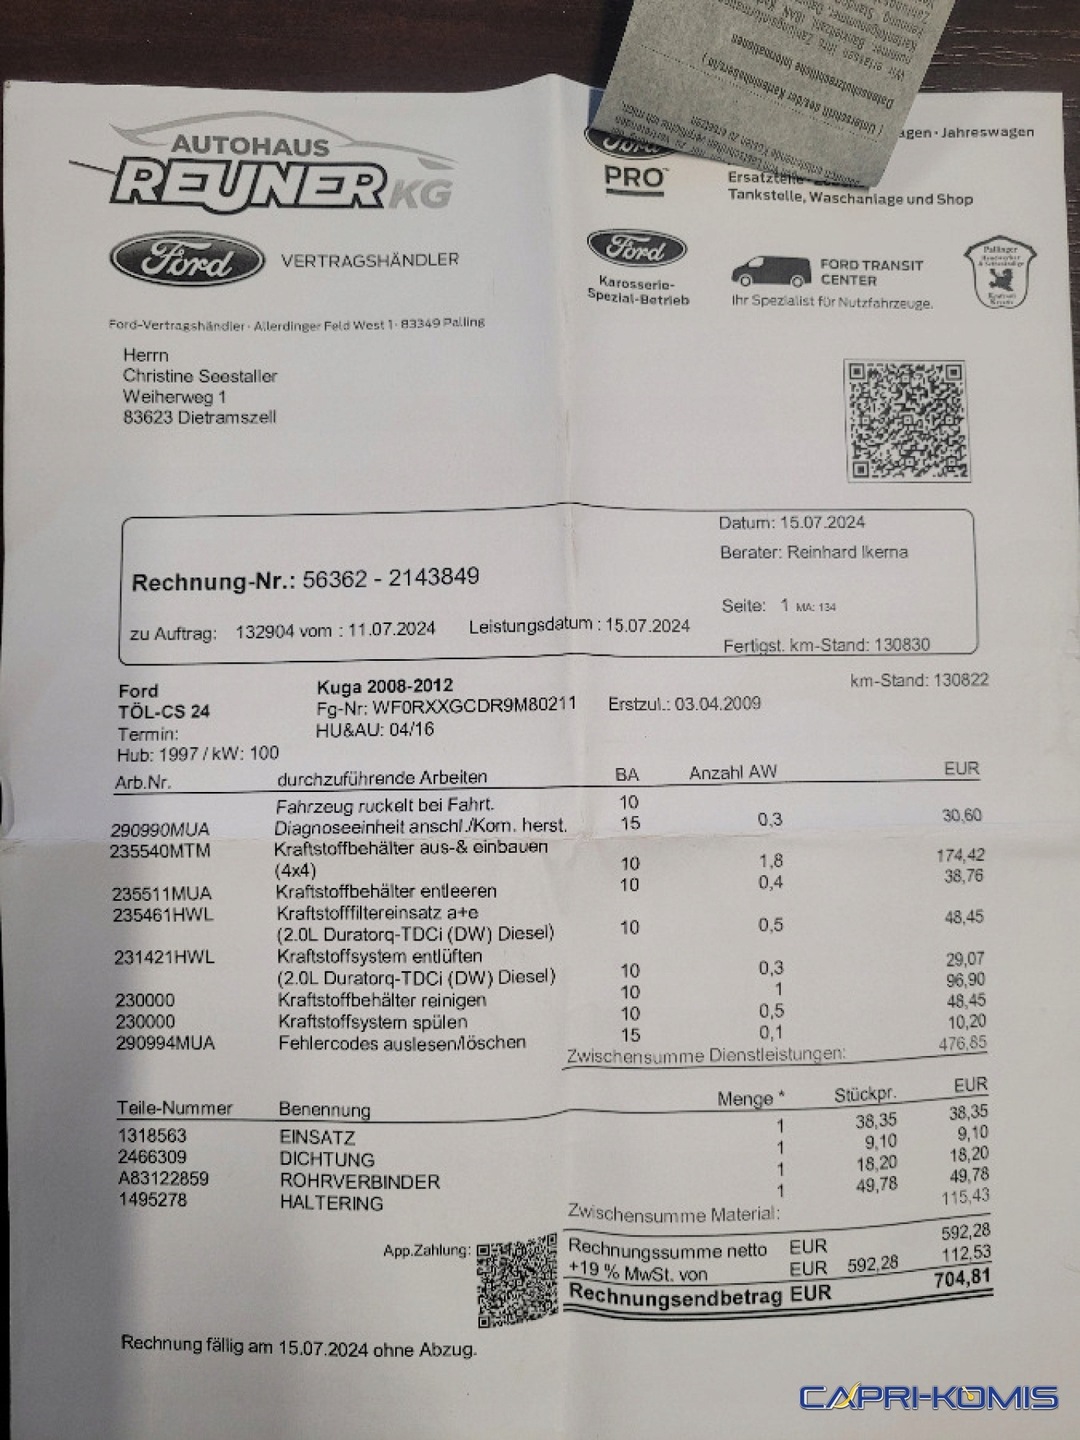 Wir erfassen Ihre Zahlungsinformationen
Datenschutzrechtliche Informationen
( Unterschrift des/der Karteninhabers/in )
AUTOHAUS
REUNER KG
Ford VERTRAGSHÄNDLER
Ford-Vertragshändler · Allerdinger Feld West 1 · 83349 Palling
Ford
PRO™
agen · Jahreswagen
Tankstelle, Waschanlage und Shop
Ford
Karosserie-
Spezial-Betrieb
FORD TRANSIT
CENTER
Ihr Spezialist für Nutzfahrzeuge.
Herrn
Christine Seestaller
Weiherweg 1
83623 Dietramszell
Datum: 15.07.2024
Berater: Reinhard Ikerna
Rechnung-Nr.: 56362 - 2143849
Seite: 1 MA: 134
zu Auftrag: 132904 vom : 11.07.2024 Leistungsdatum : 15.07.2024
Fertigst. km-Stand: 130830
km-Stand: 130822
Ford Kuga 2008-2012
TÖL-CS 24 Fg-Nr: WF0RXXGCDR9M80211 Erstzul.: 03.04.2009
Termin: HU&AU: 04/16
Hub: 1997 / kW: 100
Arb.Nr. durchzuführende Arbeiten BA Anzahl AW EUR
Fahrzeug ruckelt bei Fahrt. 10
290990MUA Diagnoseeinheit anschl./Kom. herst. 15 0,3 30,60
235540MTM Kraftstoffbehälter aus-& einbauen
(4x4) 10 1,8 174,42
235511MUA Kraftstoffbehälter entleeren 10 0,4 38,76
235461HWL Kraftstofffiltereinsatz a+e
(2.0L Duratorq-TDCi (DW) Diesel) 10 0,5 48,45
231421HWL Kraftstoffsystem entlüften
(2.0L Duratorq-TDCi (DW) Diesel) 10 0,3 29,07
230000 Kraftstoffbehälter reinigen 10 1 96,90
230000 Kraftstoffsystem spülen 10 0,5 48,45
290994MUA Fehlercodes auslesen/löschen 15 0,1 10,20
Zwischensumme Dienstleistungen: 476,85
Teile-Nummer Benennung Menge * Stückpr. EUR
1318563 EINSATZ 1 38,35 38,35
2466309 DICHTUNG 1 9,10 9,10
A83122859 ROHRVERBINDER 1 18,20 18,20
1495278 HALTERING 1 49,78 49,78
Zwischensumme Material: 115,43
App.Zahlung:
Rechnungssumme netto EUR 592,28
+19 % MwSt. von EUR 592,28 112,53
Rechnungsendbetrag EUR 704,81
Rechnung fällig am 15.07.2024 ohne Abzug.
CAPRI-KOMIS